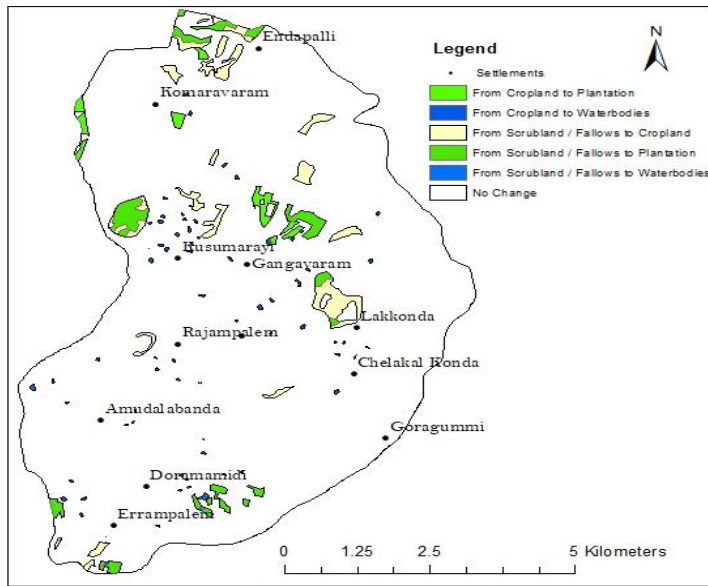 Endapalli
N
Legend
Settlements
From Cropland to Plantation
From Cropland to Waterbodies
From Scrubland / Fallows to Cropland
From Scrubland / Fallows to Plantation
From Scrubland / Fallows to Waterbodies
No Change
Komaravaram
Kusumarayi
Gangavaram
Lakkonda
Rajampalem
Chelakal Konda
Amudalabanda
Goragummi
Doramamidi
Errampalem
0 1.25 2.5 5 Kilometers